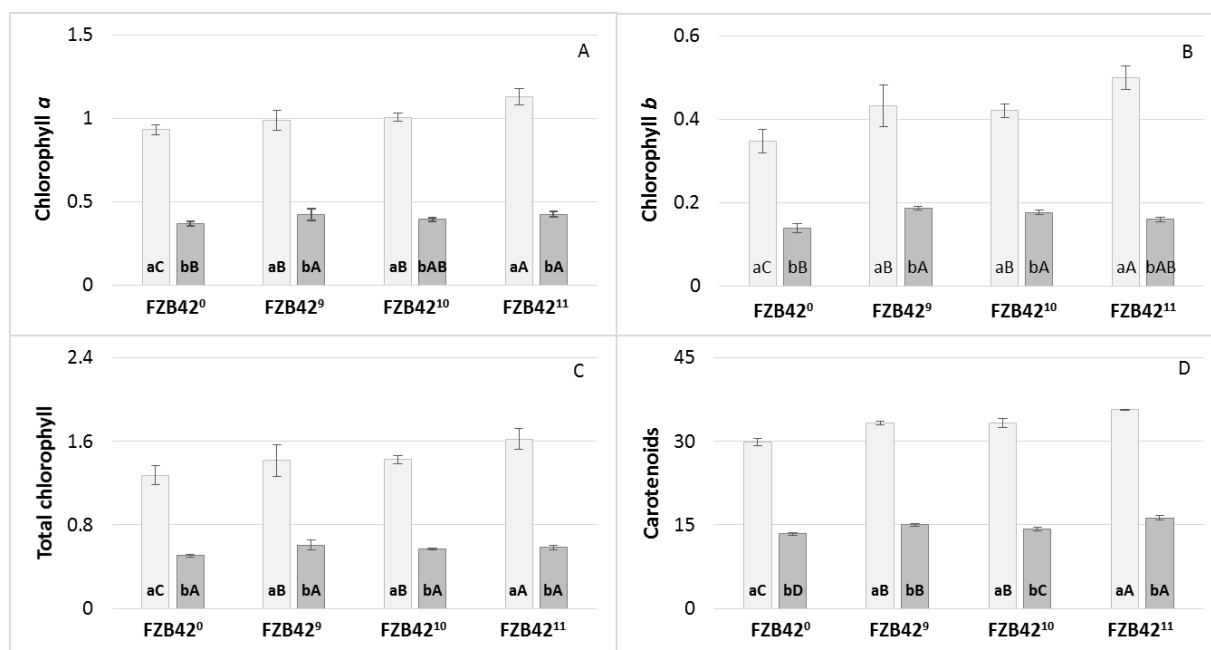 A
Chlorophyll a
1.5
1
0.5
0
aC bB aB bA aB bAB aA bA
FZB42⁰ FZB42⁹ FZB42¹⁰ FZB42¹¹
B
Chlorophyll b
0.6
0.4
0.2
0
aC bB aB bA aB bA aA bAB
FZB42⁰ FZB42⁹ FZB42¹⁰ FZB42¹¹
C
Total chlorophyll
2.4
1.6
0.8
0
aC bA aB bA aB bA aA bA
FZB42⁰ FZB42⁹ FZB42¹⁰ FZB42¹¹
D
Carotenoids
45
30
15
0
aC bD aB bB aB bC aA bA
FZB42⁰ FZB42⁹ FZB42¹⁰ FZB42¹¹